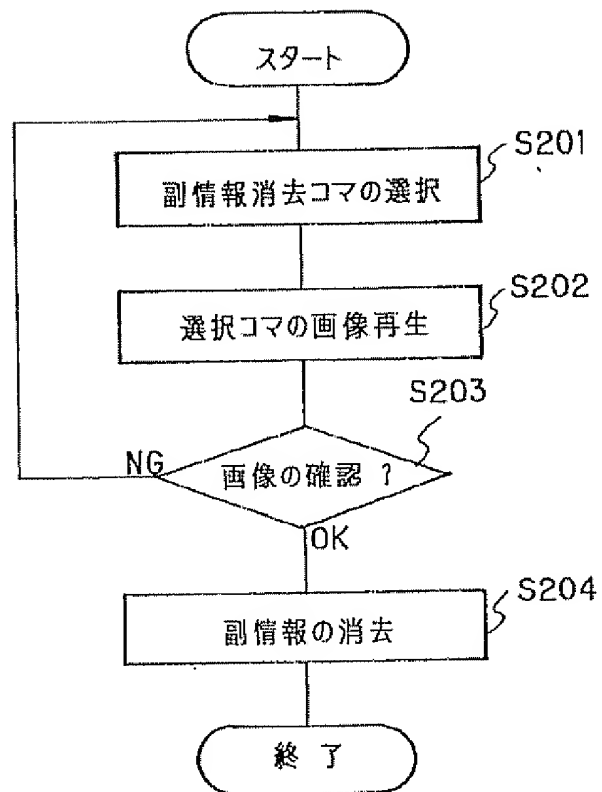 スタート
S201
副情報消去コマの選択
S202
選択コマの画像再生
S203
NG
画像の確認 ?
OK
S204
副情報の消去
終了